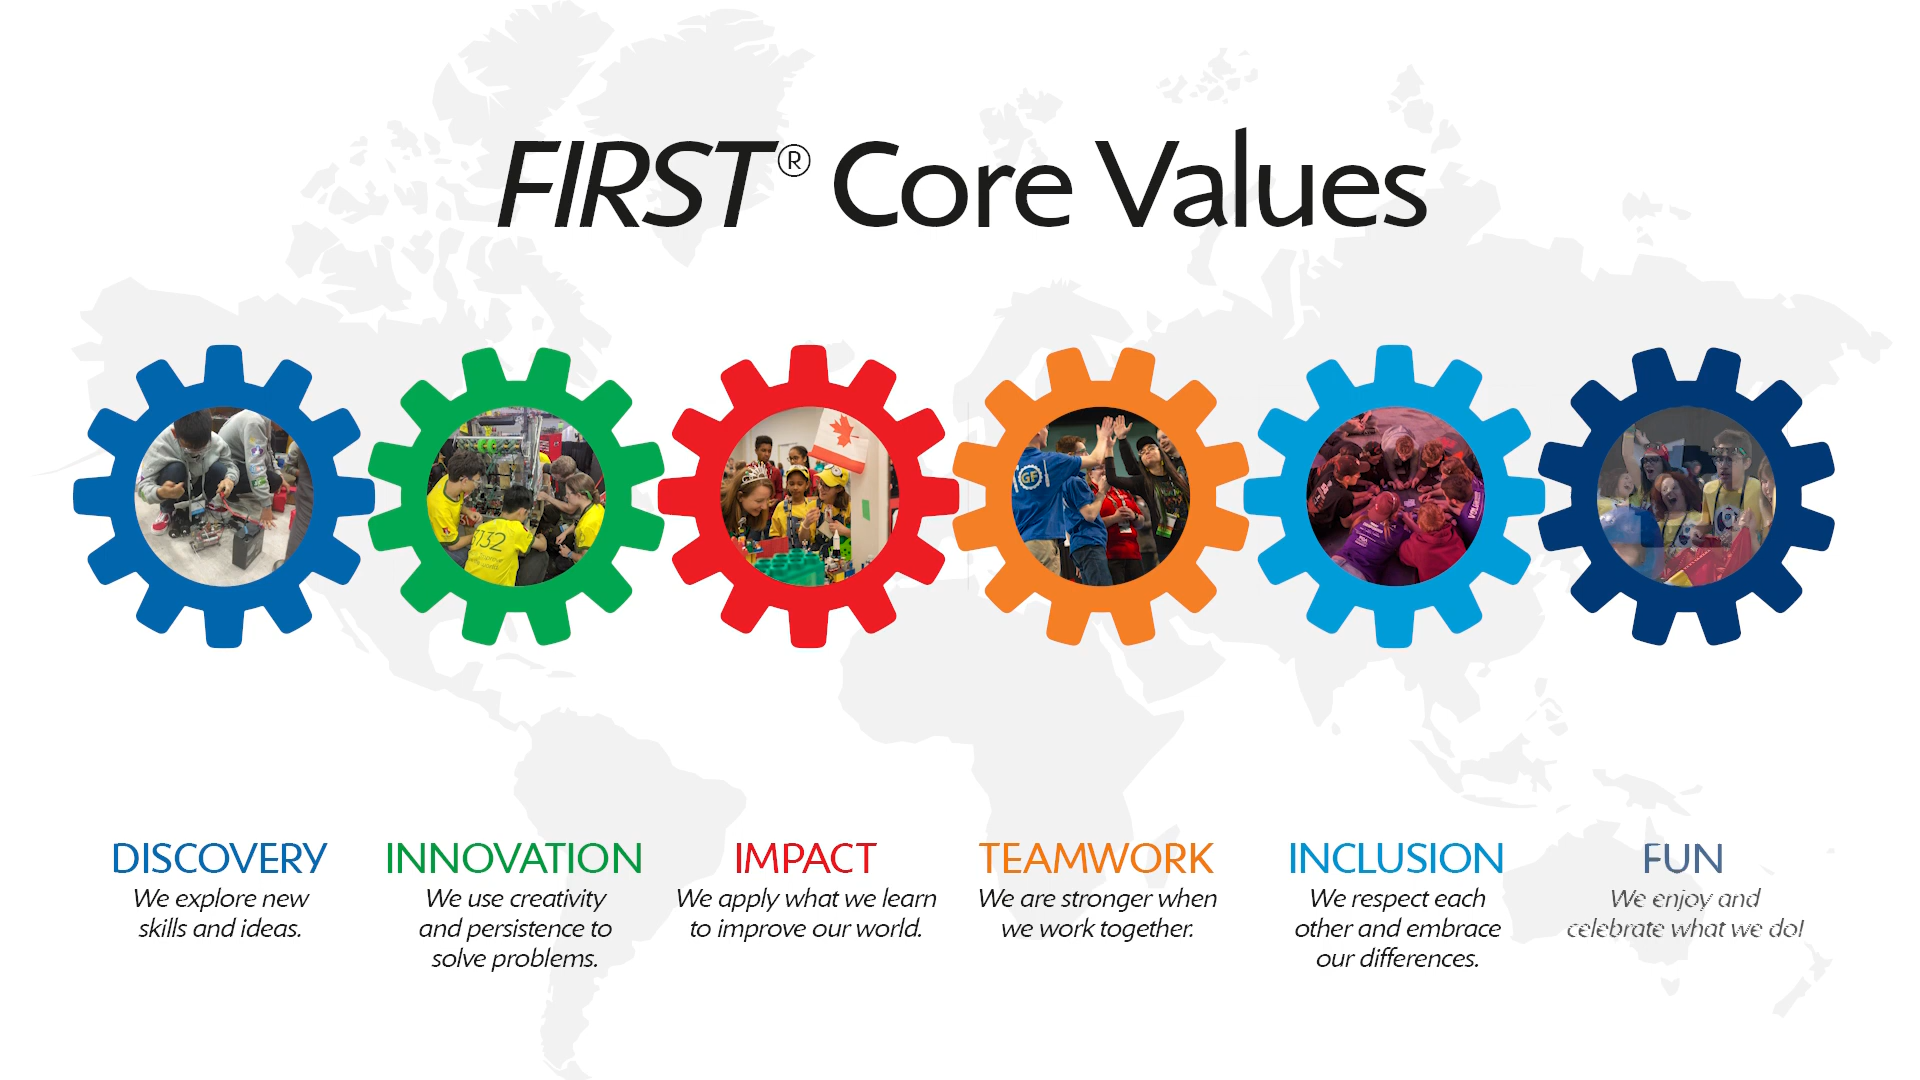 FIRST® Core Values
GF
5132
DISCOVERY
We explore new
skills and ideas.
INNOVATION
We use creativity
and persistence to
solve problems.
IMPACT
We apply what we learn
to improve our world.
TEAMWORK
We are stronger when
we work together.
INCLUSION
We respect each
other and embrace
our differences.
FUN
We enjoy and
celebrate what we do!